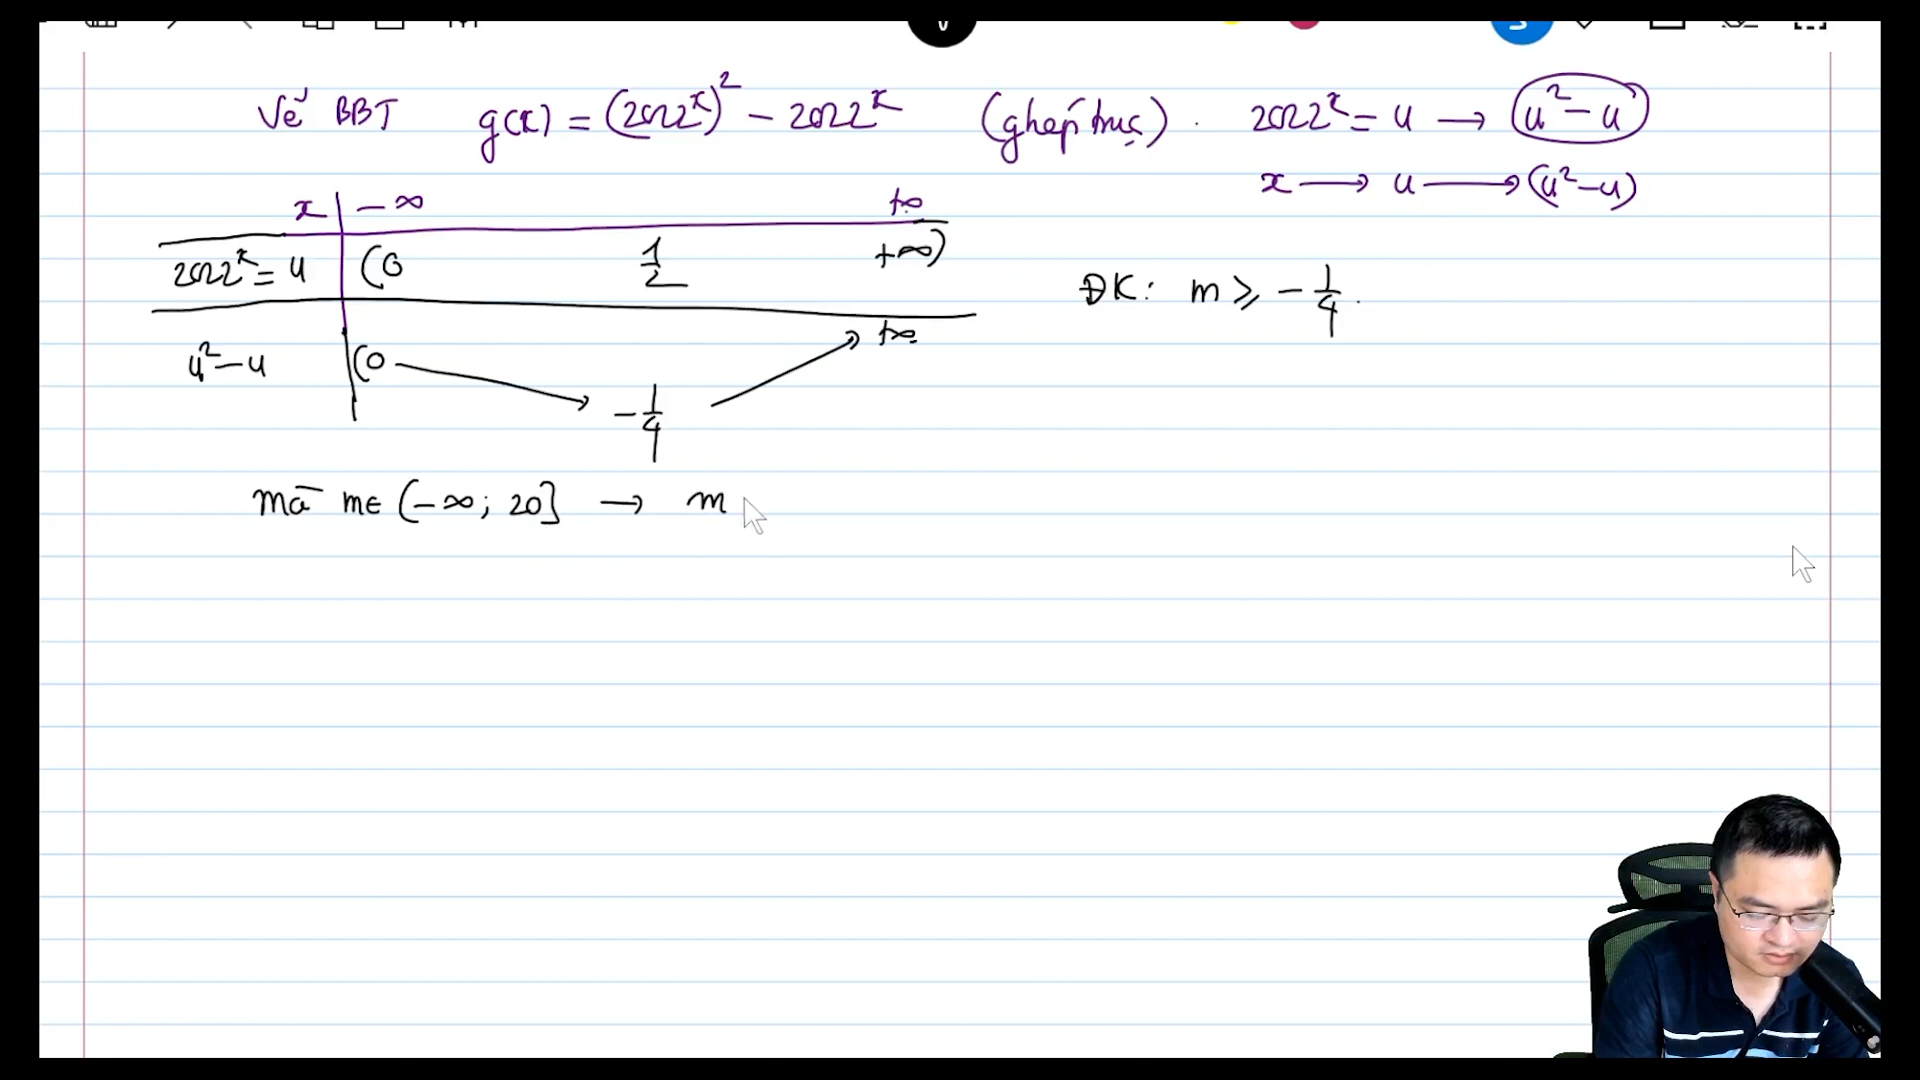 Vẽ BBT g(x) = (2022^x)^2 − 2022^x (ghép trục). 2022^x = u → (u^2 − u)
x → u → (u^2−u)
x | −∞ +∞
2022^x = u | (0 1/2 +∞)
ĐK: m ≥ −1/4.
u^2−u | (0 −1/4 +∞
mà m∈ (−∞; 20] → m